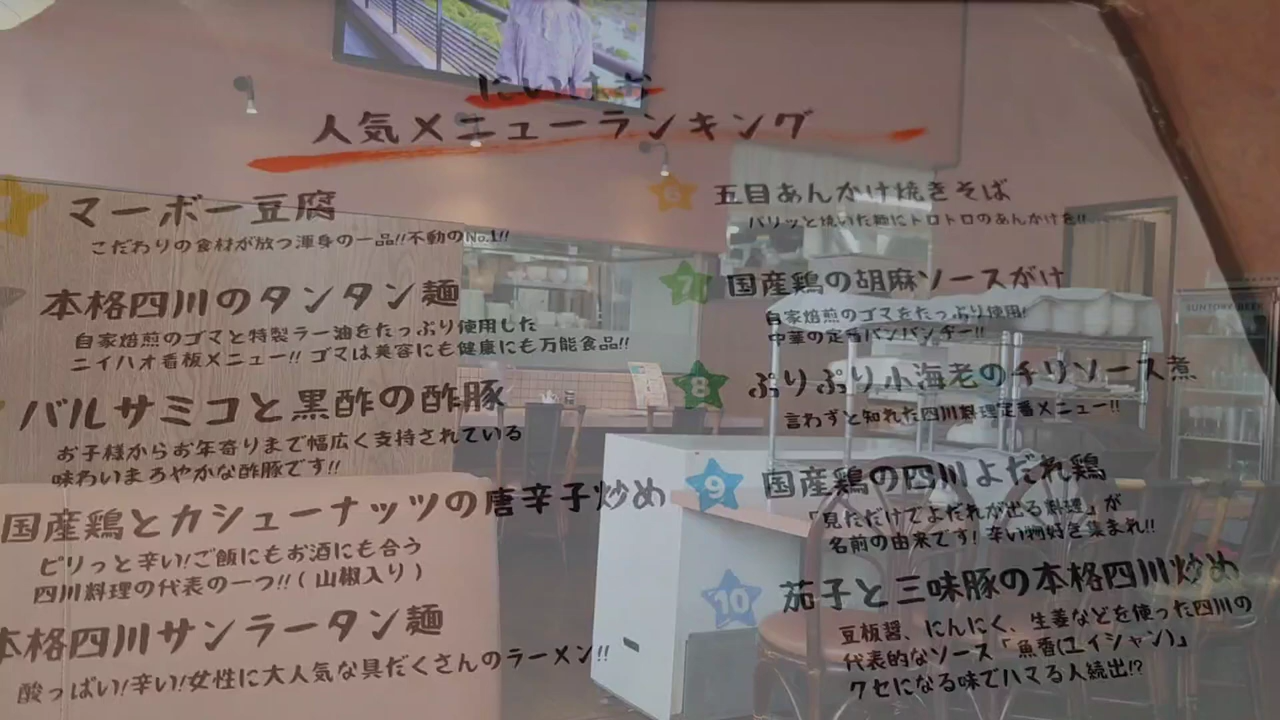 にいはお
人気メニューランキング
マーボー豆腐
こだわりの食材が放つ渾身の一品!!不動のNo.1!!
本格四川のタンタン麺
自家焙煎のゴマと特製ラー油をたっぷり使用した
ニイハオ看板メニュー!! ゴマは美容にも健康にも万能食品!!
バルサミコと黒酢の酢豚
お子様からお年寄りまで幅広く支持されている
味わいまろやかな酢豚です!!
国産鶏とカシューナッツの唐辛子炒め
ピリっと辛い!ご飯にもお酒にも合う
四川料理の代表の一つ!!(山椒入り)
本格四川サンラータン麺
酸っぱい!辛い!女性に大人気な具だくさんのラーメン!!
6 五目あんかけ焼きそば
パリッと焼いた麺にトロトロのあんかけを!!
7 国産鶏の胡麻ソースがけ
自家焙煎のゴマをたっぷり使用!
中華の定番バンバンヂー!!
8 ぷりぷり小海老のチリソース煮
言わずと知れた四川料理定番メニュー!!
9 国産鶏の四川よだれ鶏
「見ただけでよだれが出る料理」が
名前の由来です! 辛い物好き集まれ!!
10 茄子と三味豚の本格四川炒め
豆板醤、にんにく、生姜などを使った四川の
代表的なソース「魚香(ユイシャン)」
クセになる味でハマる人続出!?
SUNTORY BEER